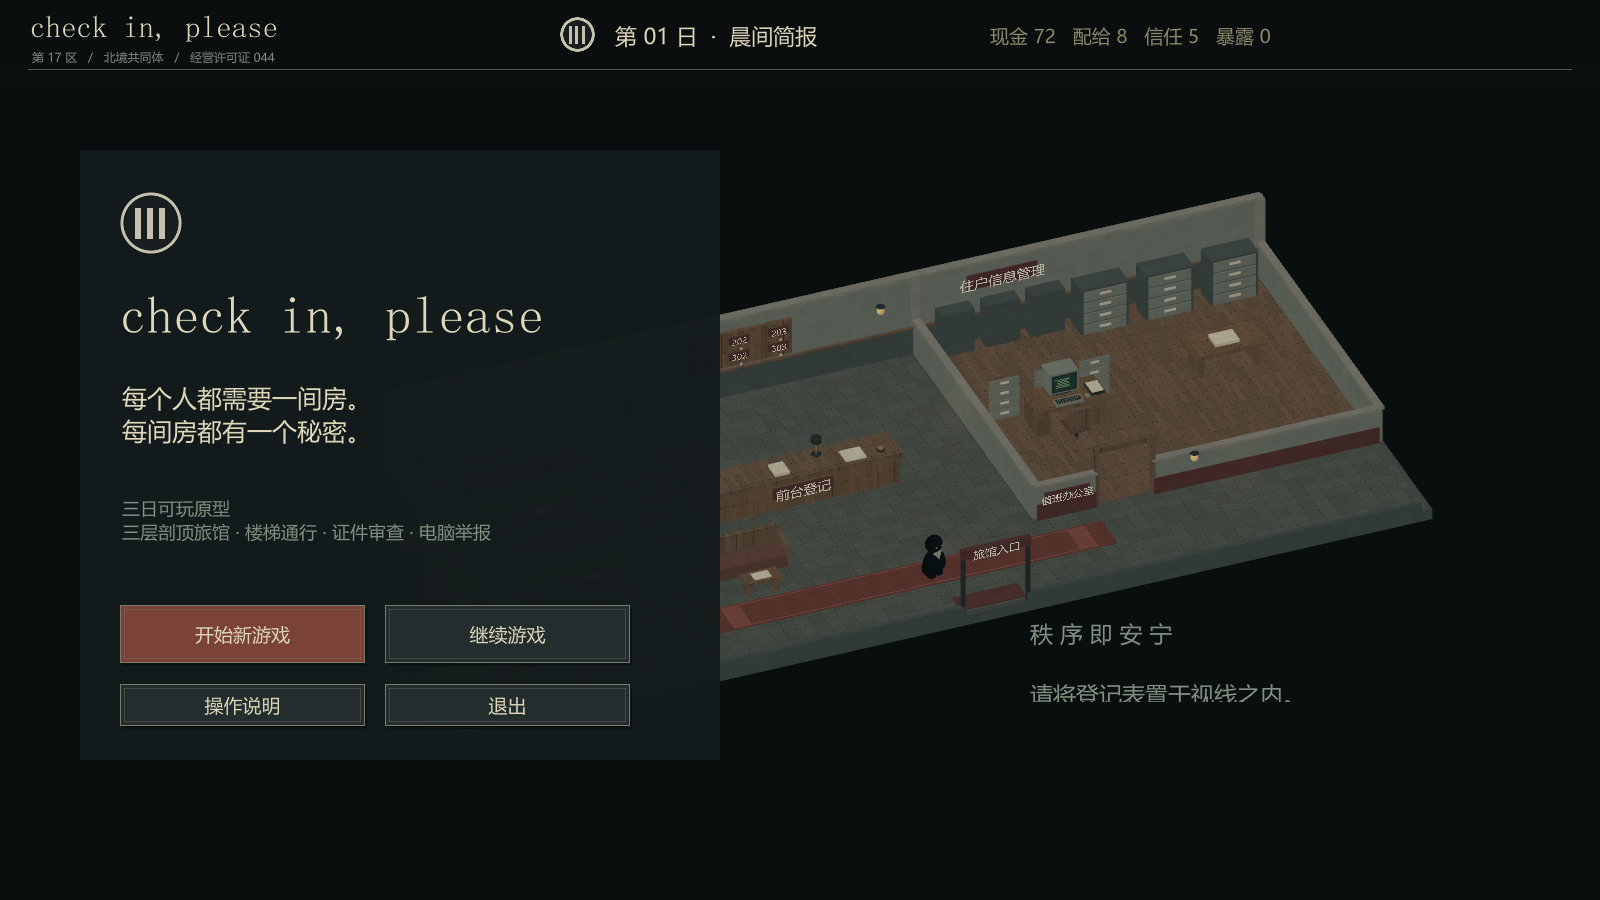 check in, please
第 17 区 / 北境共同体 / 经营许可证 044
第 01 日 · 晨间简报
现金 72 配给 8 信任 5 暴露 0
check in, please
每个人都需要一间房。
每间房都有一个秘密。
三日可玩原型
三层剖顶旅馆 · 楼梯通行 · 证件审查 · 电脑举报
开始新游戏
继续游戏
操作说明
退出
住户信息管理
202
203
302
303
前台登记
值班办公室
旅馆入口
秩序即安宁
请将登记表置于视线之内。